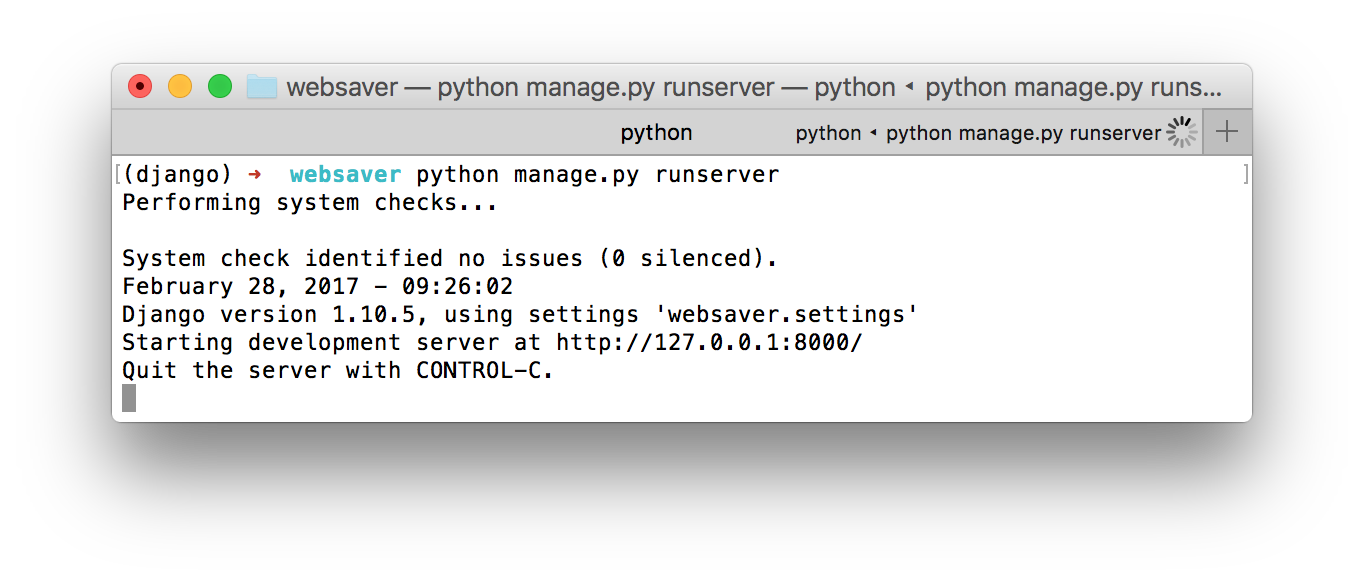 websaver — python manage.py runserver — python ◂ python manage.py runs...
python
python ◂ python manage.py runserver
[(django) ➜  websaver python manage.py runserver ]
Performing system checks...
System check identified no issues (0 silenced).
February 28, 2017 - 09:26:02
Django version 1.10.5, using settings 'websaver.settings'
Starting development server at http://127.0.0.1:8000/
Quit the server with CONTROL-C.